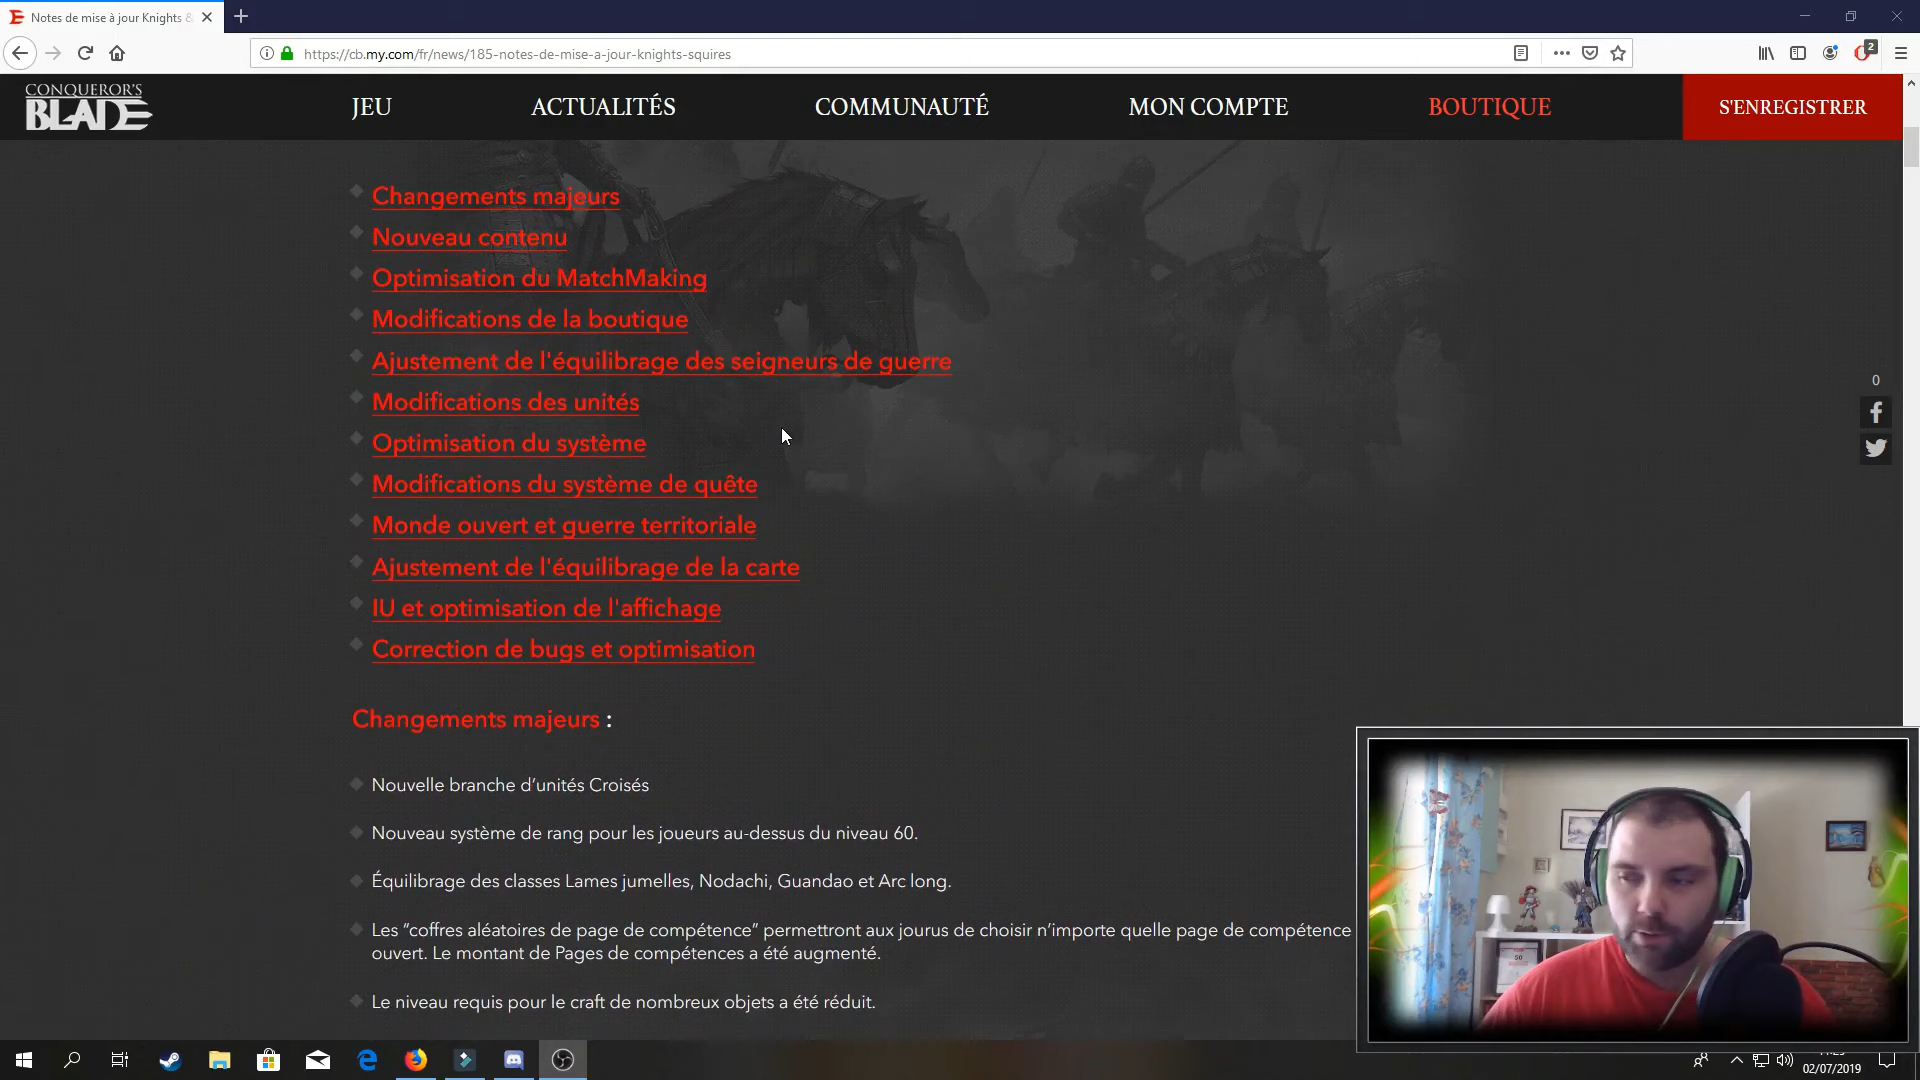 Notes de mise à jour Knights &
https://cb.my.com/fr/news/185-notes-de-mise-a-jour-knights-squires
2
CONQUEROR'S
BLADE
JEU
ACTUALITÉS
COMMUNAUTÉ
MON COMPTE
BOUTIQUE
S'ENREGISTRER
Changements majeurs
Nouveau contenu
Optimisation du MatchMaking
Modifications de la boutique
Ajustement de l'équilibrage des seigneurs de guerre
0
Modifications des unités
Optimisation du système
Modifications du système de quête
Monde ouvert et guerre territoriale
Ajustement de l'équilibrage de la carte
IU et optimisation de l'affichage
Correction de bugs et optimisation
Changements majeurs :
Nouvelle branche d'unités Croisés
Nouveau système de rang pour les joueurs au-dessus du niveau 60.
Équilibrage des classes Lames jumelles, Nodachi, Guandao et Arc long.
Les "coffres aléatoires de page de compétence" permettront aux jourus de choisir n'importe quelle page de compétence
ouvert. Le montant de Pages de compétences a été augmenté.
Le niveau requis pour le craft de nombreux objets a été réduit.
50
02/07/2019